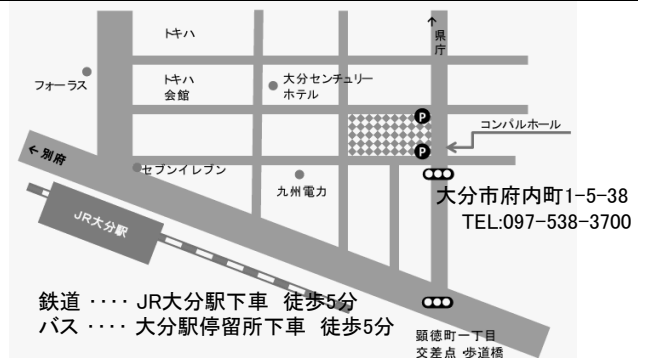 トキハ
↑県庁
フォーラス
トキハ
会館
大分センチュリー
ホテル
P
コンパルホール
P
←別府
セブンイレブン
九州電力
大分市府内町1-5-38
TEL:097-538-3700
JR大分駅
鉄道 ‥‥ JR大分駅下車 徒歩5分
バス ‥‥ 大分駅停留所下車 徒歩5分
顕徳町一丁目
交差点・歩道橋